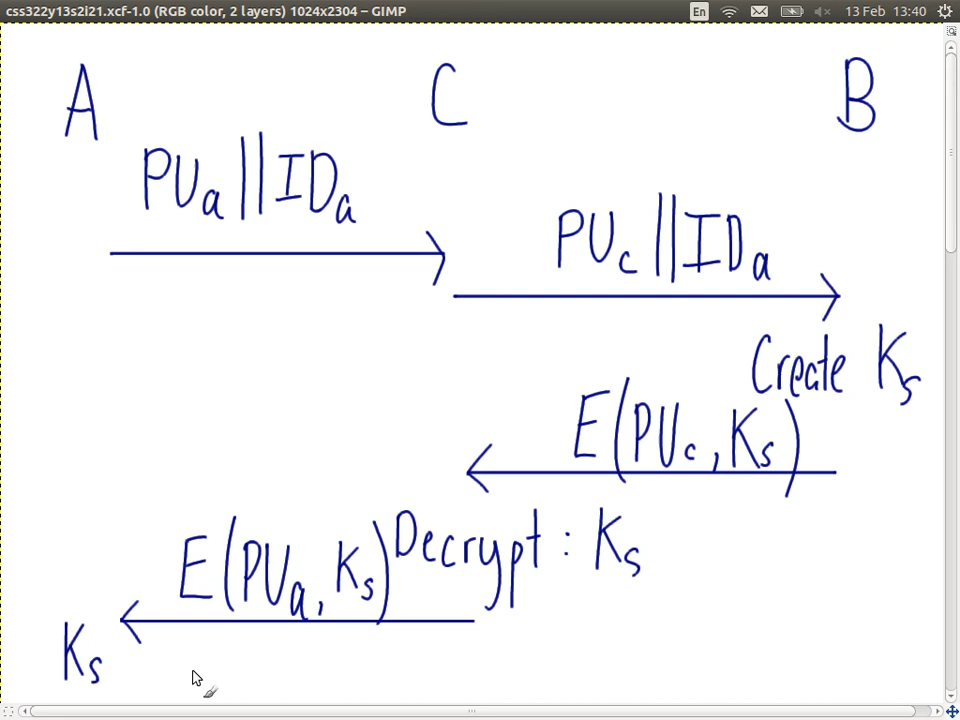 css322y13s2i21.xcf-1.0 (RGB color, 2 layers) 1024x2304 – GIMP
En
13 Feb 13:40
A C B
PUa||IDa
PUc||IDa
Create Ks
E(PUc, Ks)
Decrypt: Ks
E(PUa, Ks)
Ks